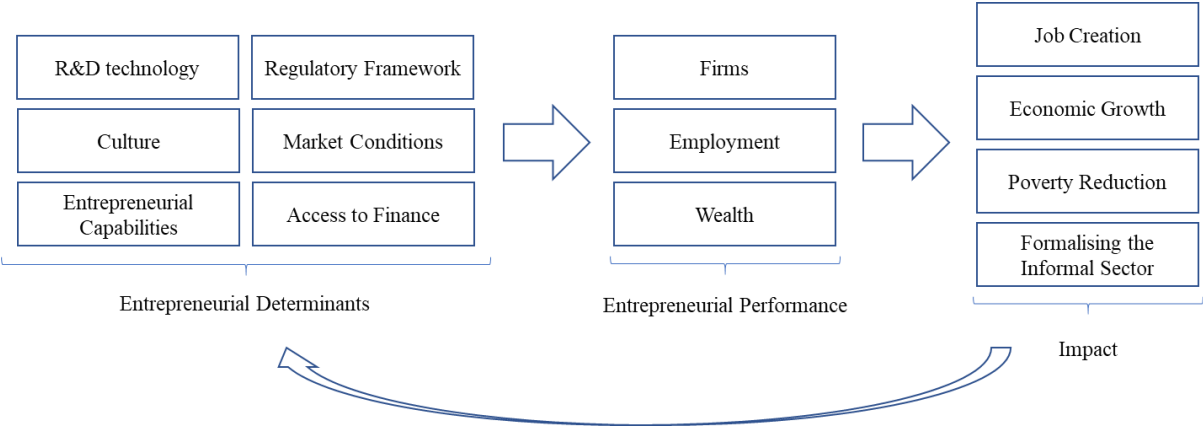 R&D technology
Regulatory Framework
Culture
Market Conditions
Entrepreneurial
Capabilities
Access to Finance
Entrepreneurial Determinants
Firms
Employment
Wealth
Entrepreneurial Performance
Job Creation
Economic Growth
Poverty Reduction
Formalising the
Informal Sector
Impact